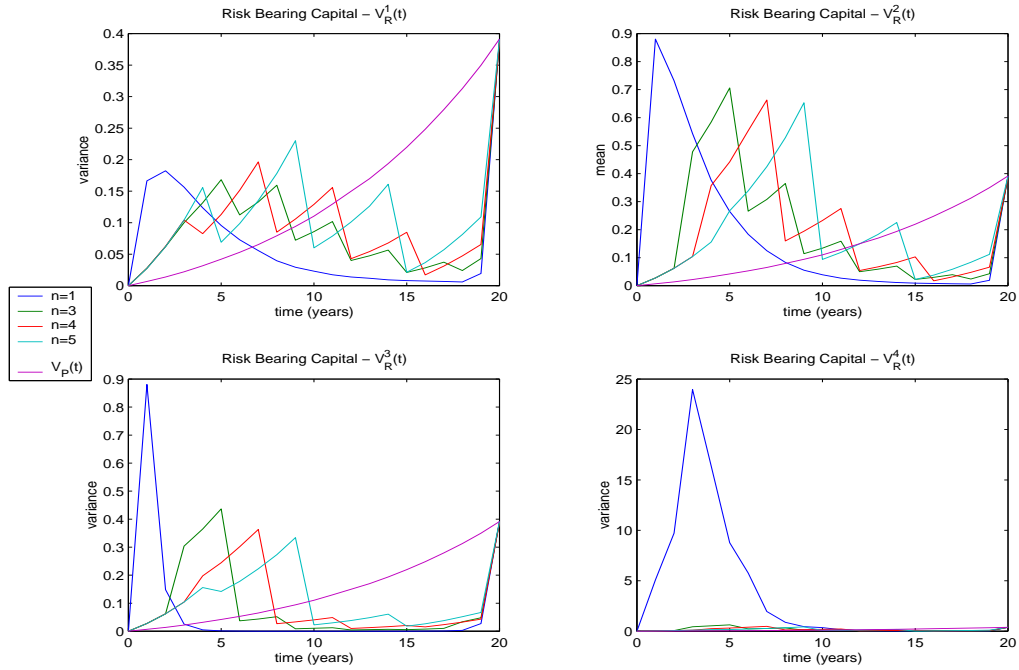 Risk Bearing Capital − V_R^1(t)
0.4
0.35
0.3
0.25
0.2
0.15
0.1
0.05
0
variance
0 5 10 15 20
time (years)
Risk Bearing Capital − V_R^2(t)
0.9
0.8
0.7
0.6
0.5
0.4
0.3
0.2
0.1
0
mean
0 5 10 15 20
time (years)
n=1
n=3
n=4
n=5
V_P(t)
Risk Bearing Capital − V_R^3(t)
0.9
0.8
0.7
0.6
0.5
0.4
0.3
0.2
0.1
0
variance
0 5 10 15 20
time (years)
Risk Bearing Capital − V_R^4(t)
25
20
15
10
5
0
variance
0 5 10 15 20
time (years)